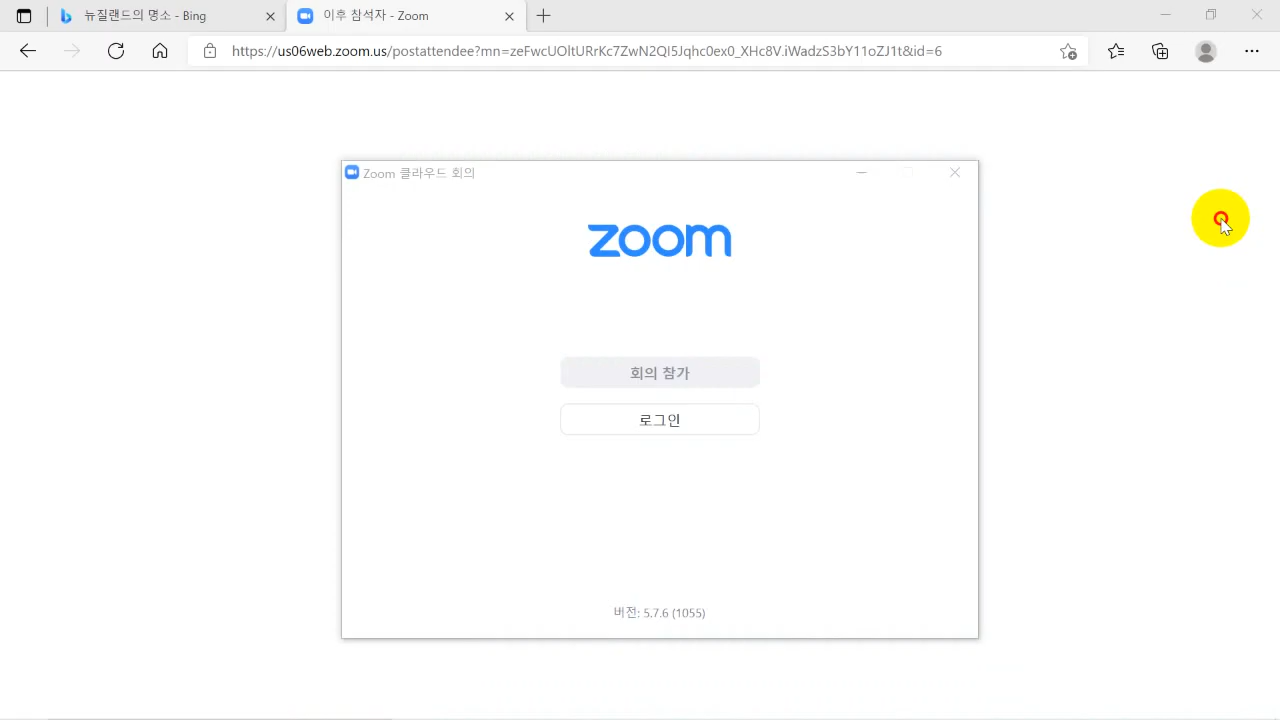 뉴질랜드의 명소 - Bing
이후 참석자 - Zoom
https://us06web.zoom.us/postattendee?mn=zeFwcUOltURrKc7ZwN2QI5Jqhc0ex0_XHc8V.iWadzS3bY11oZJ1t&id=6
Zoom 클라우드 회의
zoom
회의 참가
로그인
버전: 5.7.6 (1055)